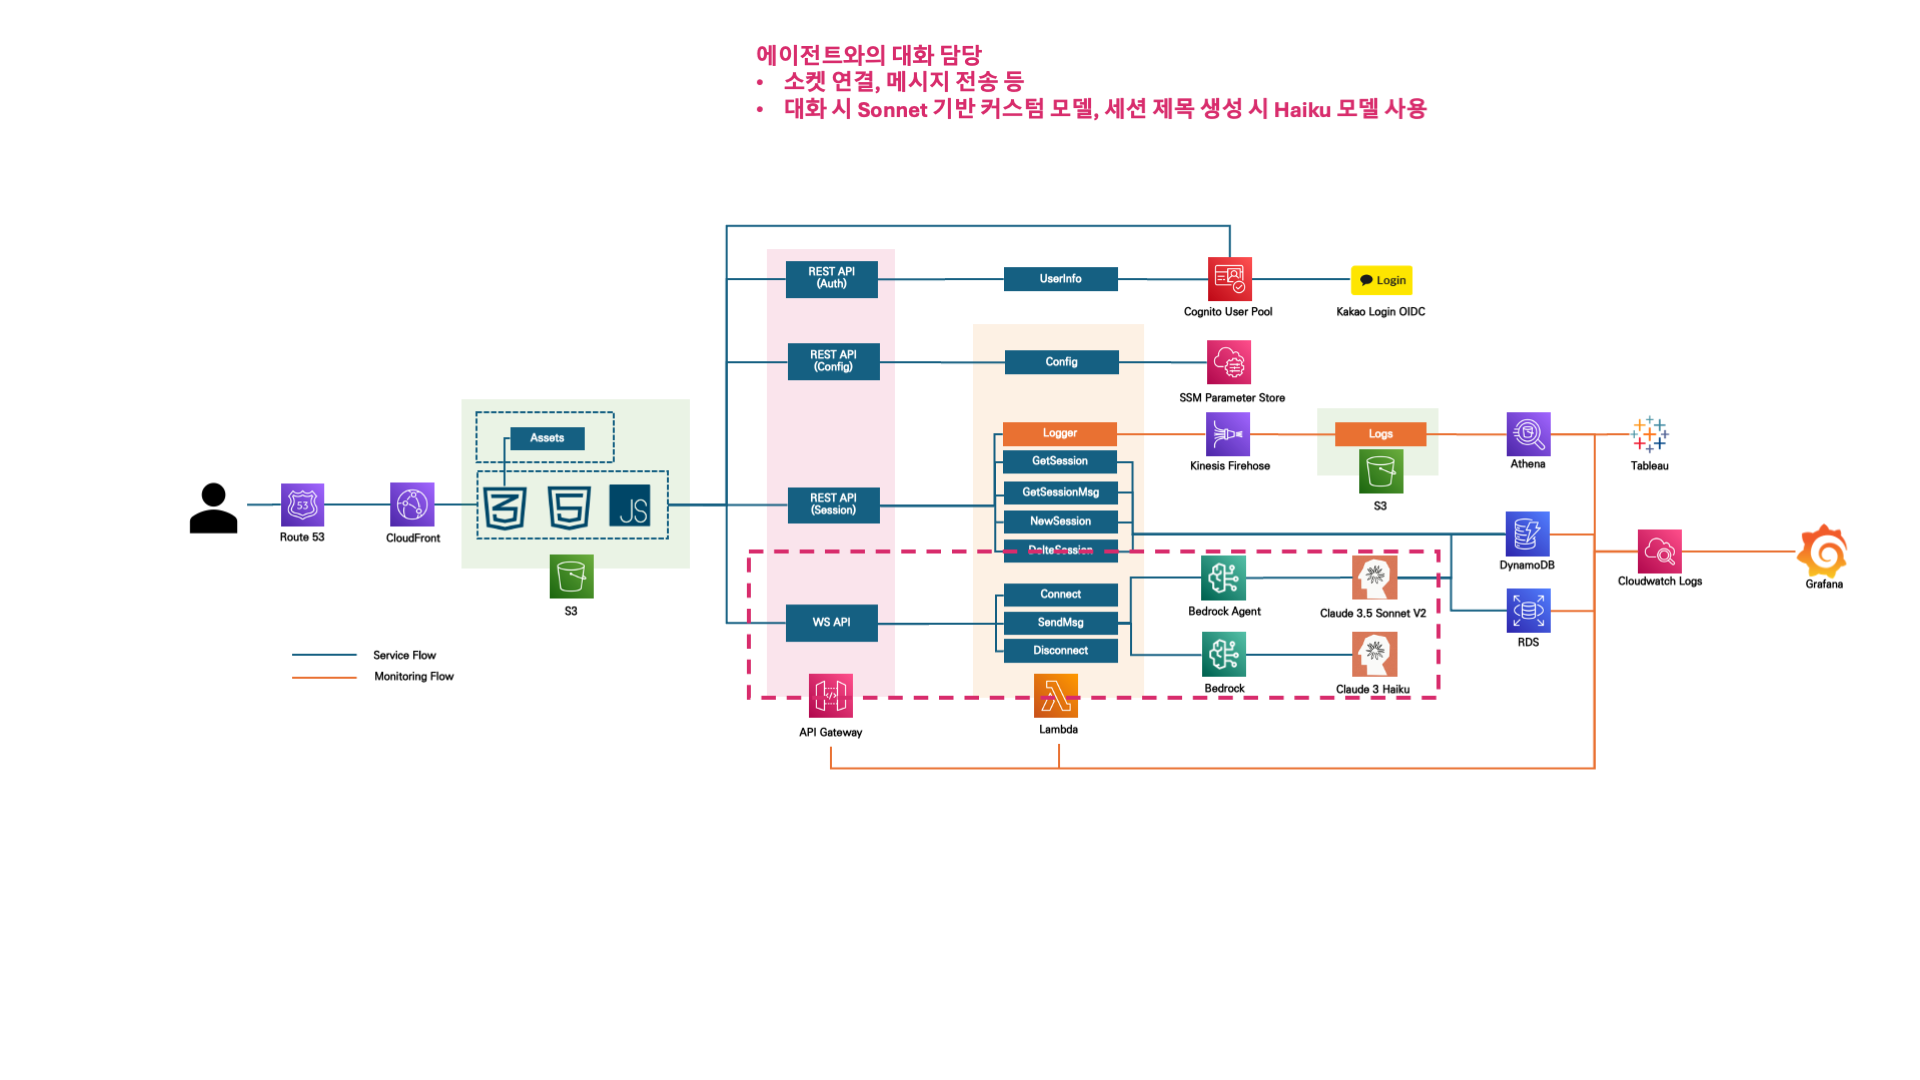 에이전트와의 대화 담당
• 소켓 연결, 메시지 전송 등
• 대화 시 Sonnet 기반 커스텀 모델, 세션 제목 생성 시 Haiku 모델 사용
REST API
(Auth)
UserInfo
Login
Cognito User Pool
Kakao Login OIDC
REST API
(Config)
Config
SSM Parameter Store
Assets
Logger
Logs
Kinesis Firehose
Athena
Tableau
GetSession
GetSessionMsg
S3
53
3
5
JS
REST API
(Session)
NewSession
DelteSession
Route 53
CloudFront
S3
DynamoDB
Cloudwatch Logs
Grafana
WS API
Connect
SendMsg
Disconnect
Bedrock Agent
Claude 3.5 Sonnet V2
RDS
Bedrock
Claude 3 Haiku
Service Flow
Monitoring Flow
API Gateway
Lambda